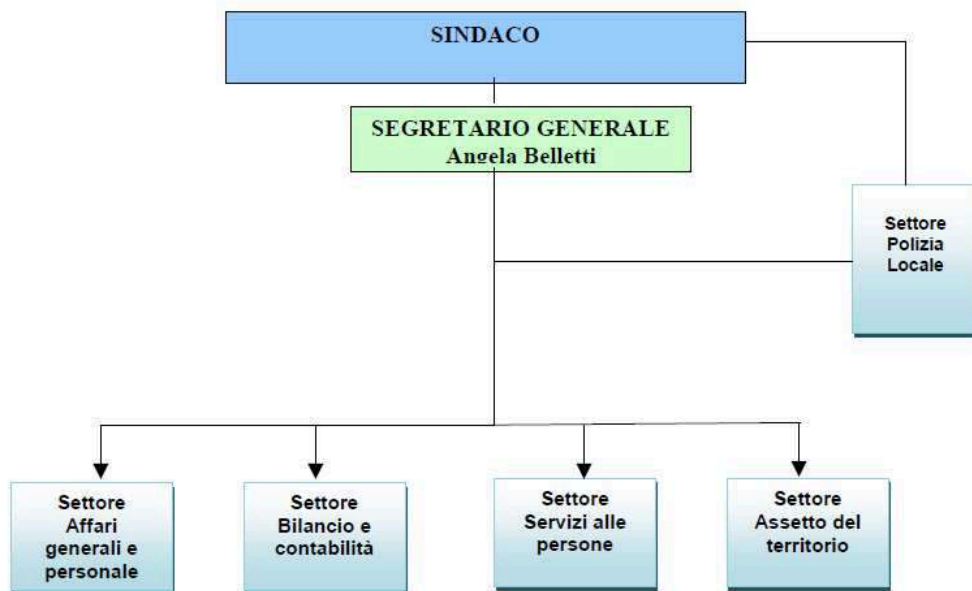 SINDACO
SEGRETARIO GENERALE
Angela Belletti
Settore
Polizia
Locale
Settore
Affari
generali e
personale
Settore
Bilancio e
contabilità
Settore
Servizi alle
persone
Settore
Assetto del
territorio